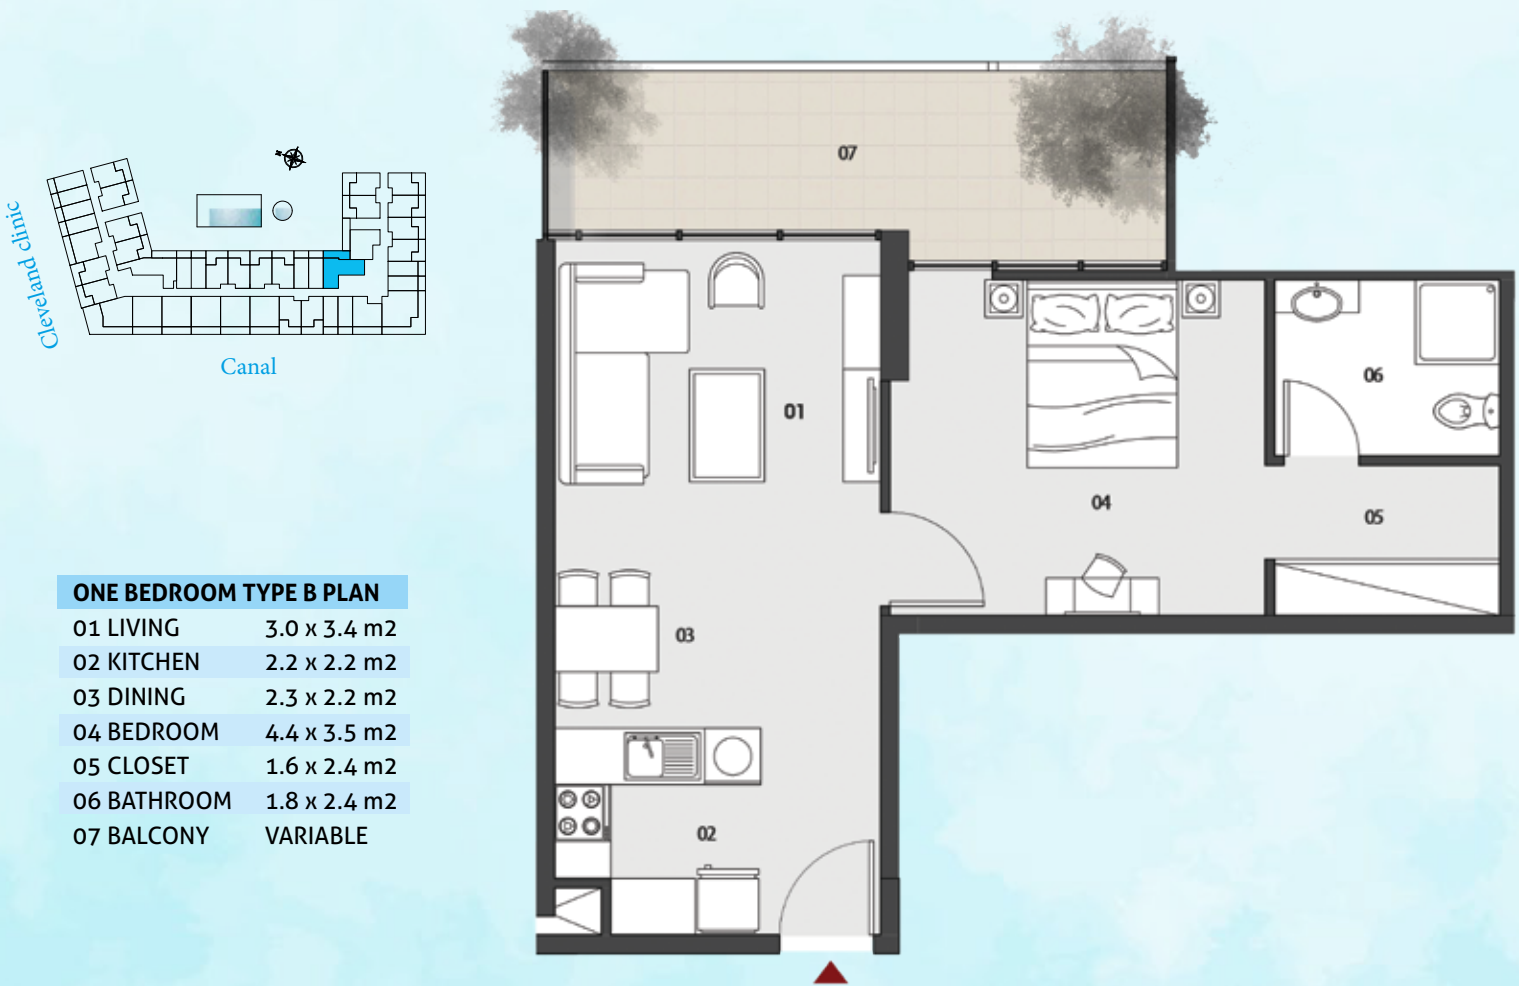 Cleveland clinic
Canal
ONE BEDROOM TYPE B PLAN
01 LIVING 3.0 x 3.4 m2
02 KITCHEN 2.2 x 2.2 m2
03 DINING 2.3 x 2.2 m2
04 BEDROOM 4.4 x 3.5 m2
05 CLOSET 1.6 x 2.4 m2
06 BATHROOM 1.8 x 2.4 m2
07 BALCONY VARIABLE
07
01
06
04
05
03
02